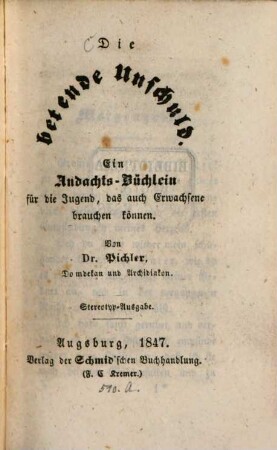 Die
betende Unschuld.
Ein
Andachts-Büchlein
für die Jugend, das auch Erwachsene
brauchen können.
Von
Dr. Pichler,
Domdekan und Archidiakon.
Stereotyp-Ausgabe.
Augsburg, 1847.
Verlag der Schmid'schen Buchhandlung.
(F. C. Kremer.)